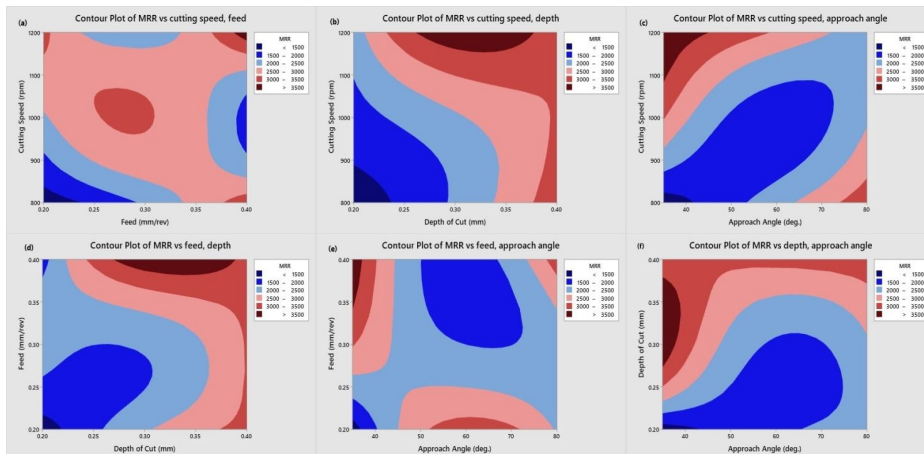 (a) Contour Plot of MRR vs cutting speed, feed
1200
1100
1000
900
800
Cutting Speed (rpm)
0.20 0.25 0.30 0.35 0.40
Feed (mm/rev)
MRR
< 1500
1500 – 2000
2000 – 2500
2500 – 3000
3000 – 3500
> 3500
(b) Contour Plot of MRR vs cutting speed, depth
1200
1100
1000
900
800
Cutting Speed (rpm)
0.20 0.25 0.30 0.35 0.40
Depth of Cut (mm)
MRR
< 1500
1500 – 2000
2000 – 2500
2500 – 3000
3000 – 3500
> 3500
(c) Contour Plot of MRR vs cutting speed, approach angle
1200
1100
1000
900
800
Cutting Speed (rpm)
40 50 60 70 80
Approach Angle (deg.)
MRR
< 1500
1500 – 2000
2000 – 2500
2500 – 3000
3000 – 3500
> 3500
(d) Contour Plot of MRR vs feed, depth
0.40
0.35
0.30
0.25
0.20
Feed (mm/rev)
0.20 0.25 0.30 0.35 0.40
Depth of Cut (mm)
MRR
< 1500
1500 – 2000
2000 – 2500
2500 – 3000
3000 – 3500
> 3500
(e) Contour Plot of MRR vs feed, approach angle
0.40
0.35
0.30
0.25
0.20
Feed (mm/rev)
40 50 60 70 80
Approach Angle (deg.)
MRR
< 1500
1500 – 2000
2000 – 2500
2500 – 3000
3000 – 3500
> 3500
(f) Contour Plot of MRR vs depth, approach angle
0.40
0.35
0.30
0.25
0.20
Depth of Cut (mm)
40 50 60 70 80
Approach Angle (deg.)
MRR
< 1500
1500 – 2000
2000 – 2500
2500 – 3000
3000 – 3500
> 3500